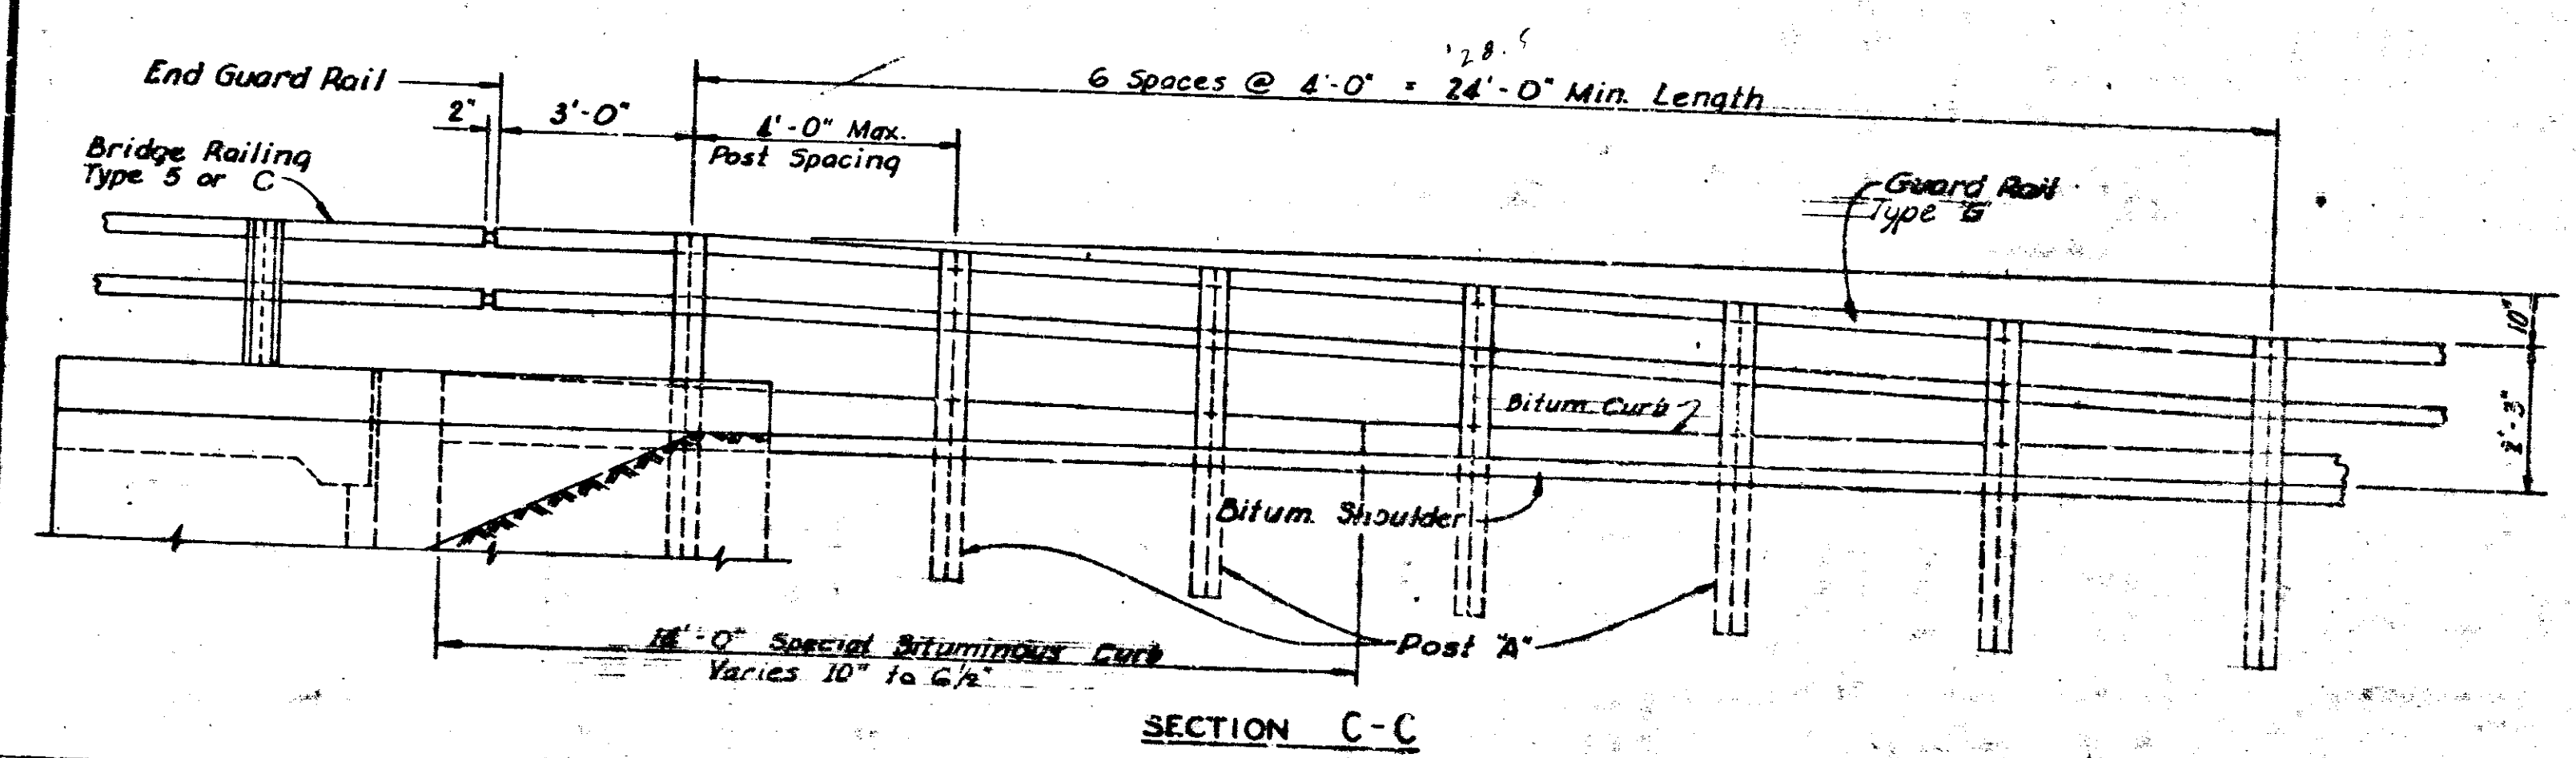 '28.5
End Guard Rail
6 Spaces @ 4'-0" = 24'-0" Min. Length
2"
3'-0"
4'-0" Max.
Post Spacing
Bridge Railing
Type 5 or C
Guard Rail
Type G
10"
2'-3"
Bitum. Curb
Bitum. Shoulder
14'-0" Special Bituminous Curb
Varies 10" to 6½"
Post "A"
SECTION C-C